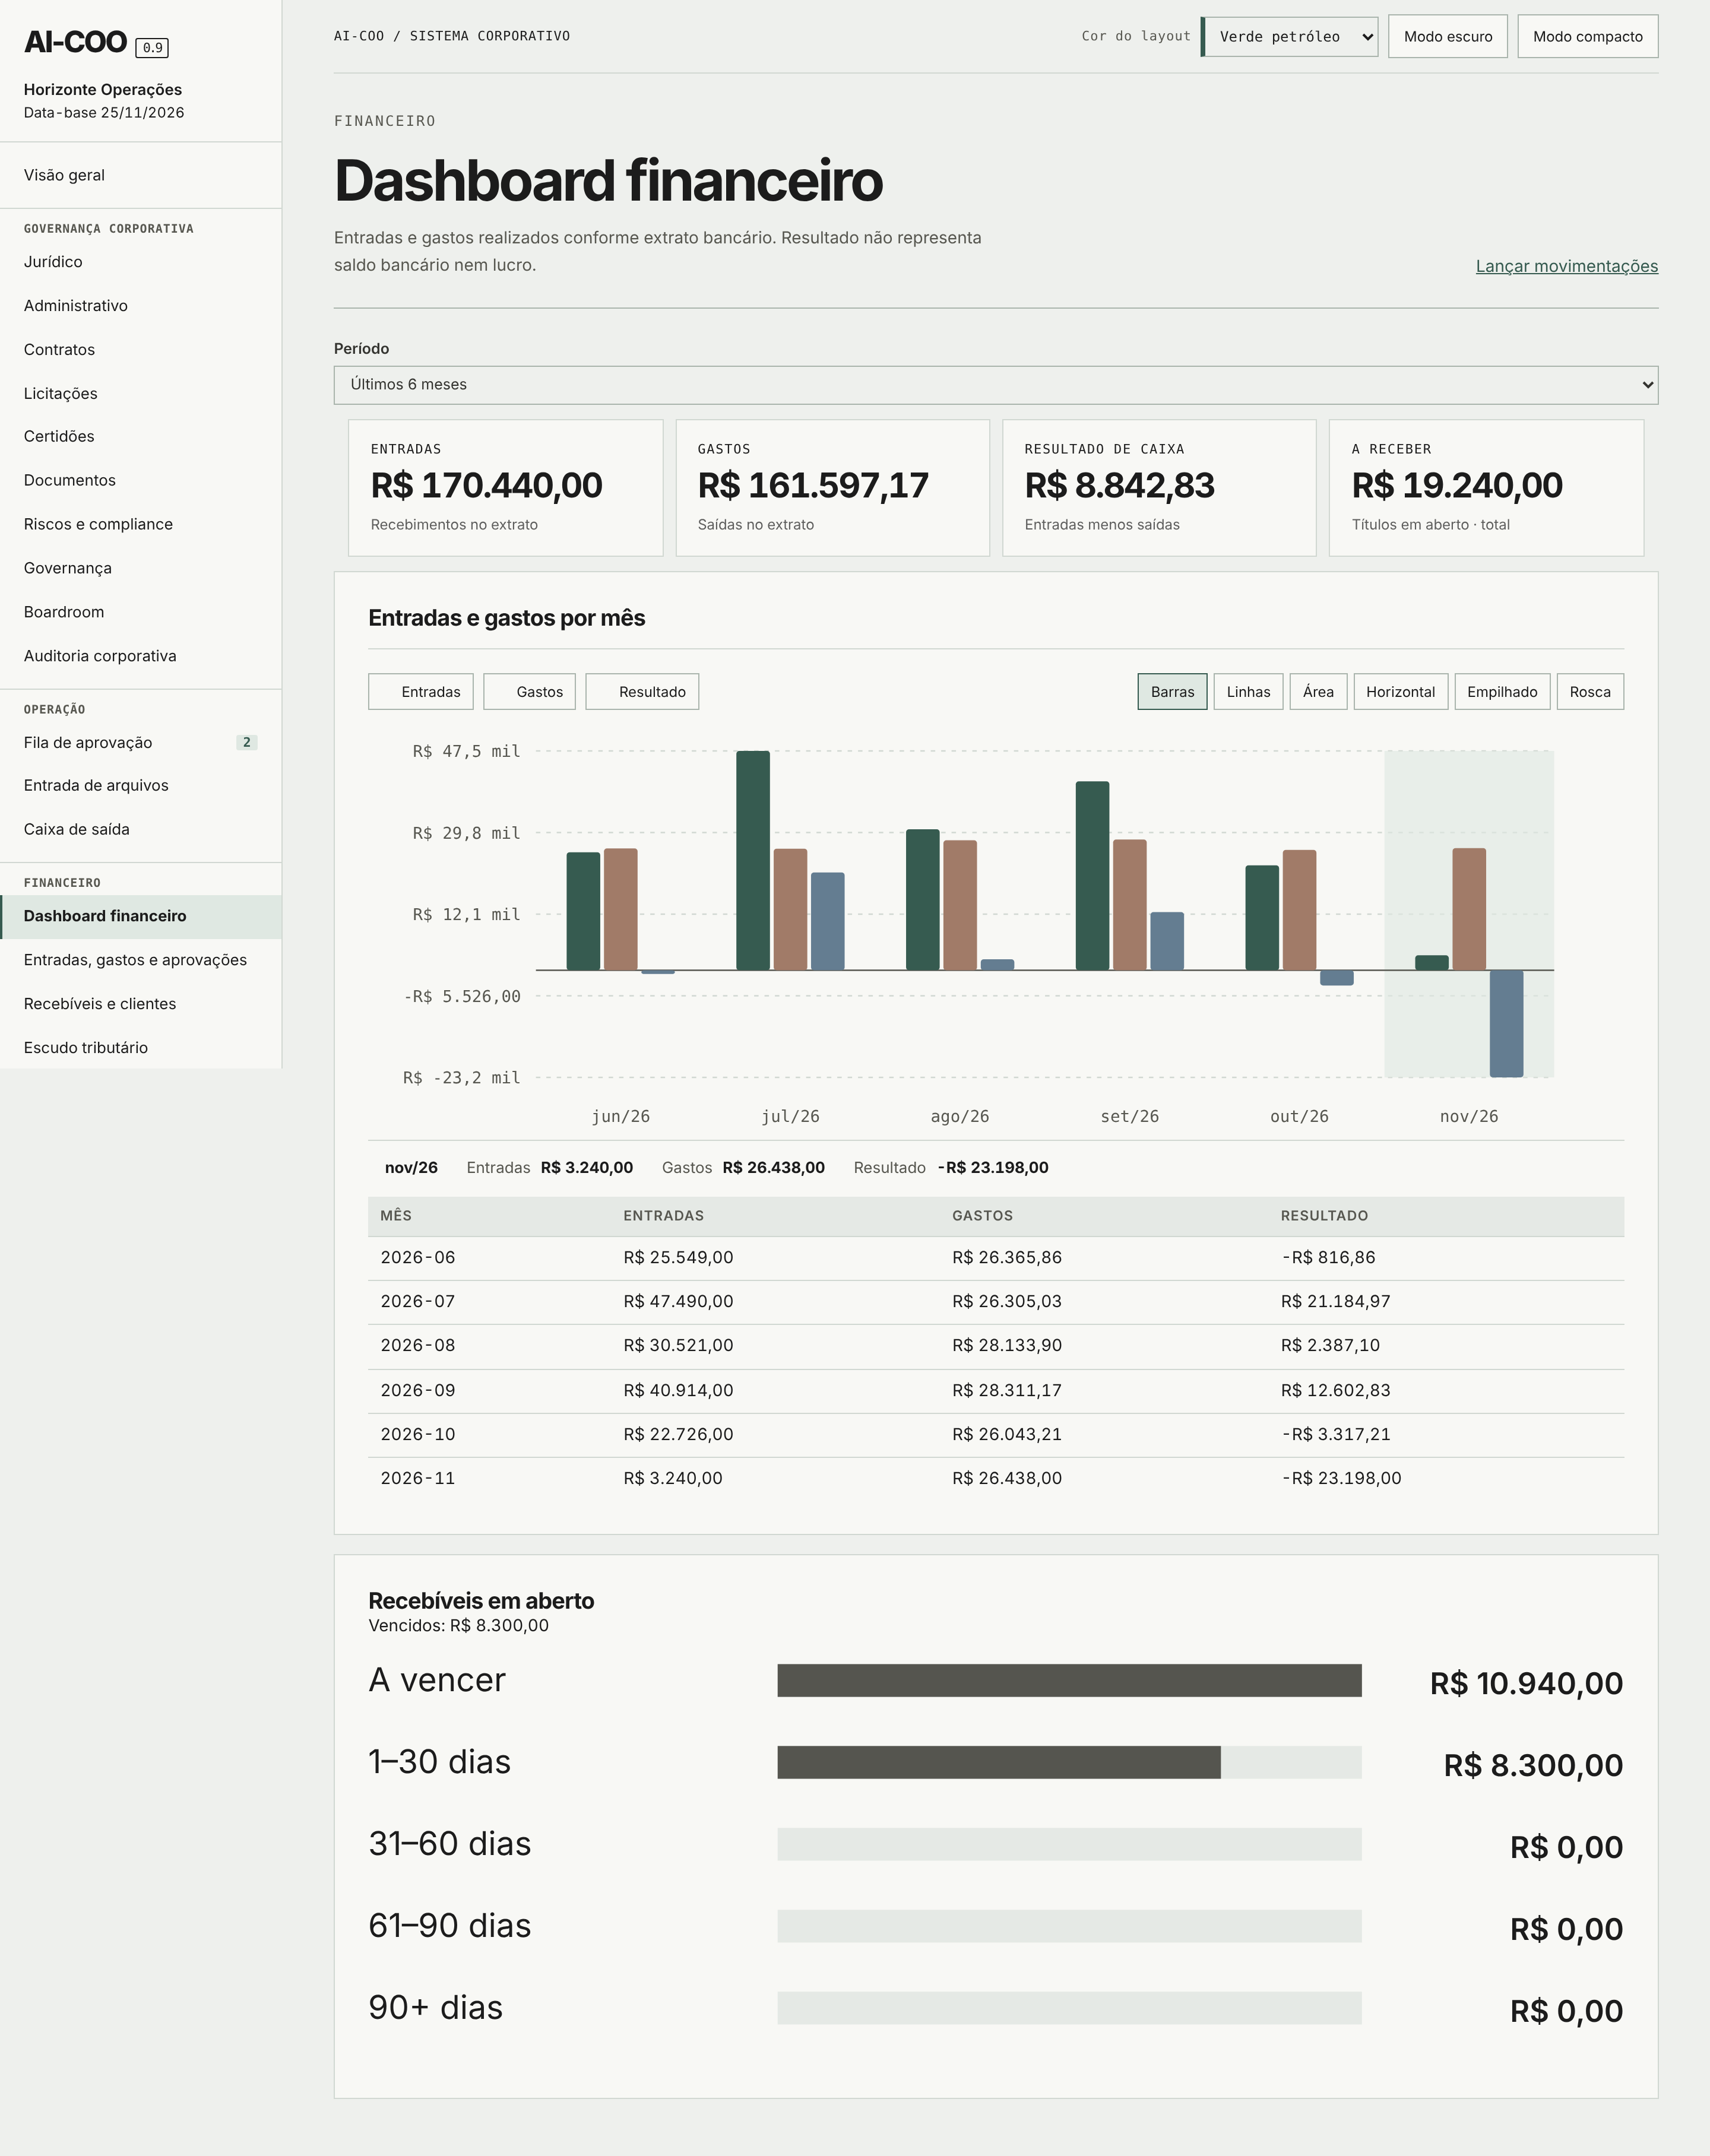 AI-COO 0.9
Horizonte Operações
Data-base 25/11/2026
Visão geral
GOVERNANÇA CORPORATIVA
Jurídico
Administrativo
Contratos
Licitações
Certidões
Documentos
Riscos e compliance
Governança
Boardroom
Auditoria corporativa
OPERAÇÃO
Fila de aprovação 2
Entrada de arquivos
Caixa de saída
FINANCEIRO
Dashboard financeiro
Entradas, gastos e aprovações
Recebíveis e clientes
Escudo tributário
AI-COO / SISTEMA CORPORATIVO
Cor do layout Verde petróleo Modo escuro Modo compacto
FINANCEIRO
Dashboard financeiro
Entradas e gastos realizados conforme extrato bancário. Resultado não representa
saldo bancário nem lucro.
Lançar movimentações
Período
Últimos 6 meses
ENTRADAS
R$ 170.440,00
Recebimentos no extrato
GASTOS
R$ 161.597,17
Saídas no extrato
RESULTADO DE CAIXA
R$ 8.842,83
Entradas menos saídas
A RECEBER
R$ 19.240,00
Títulos em aberto · total
Entradas e gastos por mês
Entradas Gastos Resultado
Barras Linhas Área Horizontal Empilhado Rosca
R$ 47,5 mil
R$ 29,8 mil
R$ 12,1 mil
-R$ 5.526,00
R$ -23,2 mil
jun/26 jul/26 ago/26 set/26 out/26 nov/26
nov/26 Entradas R$ 3.240,00 Gastos R$ 26.438,00 Resultado -R$ 23.198,00
MÊS ENTRADAS GASTOS RESULTADO
2026-06 R$ 25.549,00 R$ 26.365,86 -R$ 816,86
2026-07 R$ 47.490,00 R$ 26.305,03 R$ 21.184,97
2026-08 R$ 30.521,00 R$ 28.133,90 R$ 2.387,10
2026-09 R$ 40.914,00 R$ 28.311,17 R$ 12.602,83
2026-10 R$ 22.726,00 R$ 26.043,21 -R$ 3.317,21
2026-11 R$ 3.240,00 R$ 26.438,00 -R$ 23.198,00
Recebíveis em aberto
Vencidos: R$ 8.300,00
A vencer R$ 10.940,00
1–30 dias R$ 8.300,00
31–60 dias R$ 0,00
61–90 dias R$ 0,00
90+ dias R$ 0,00